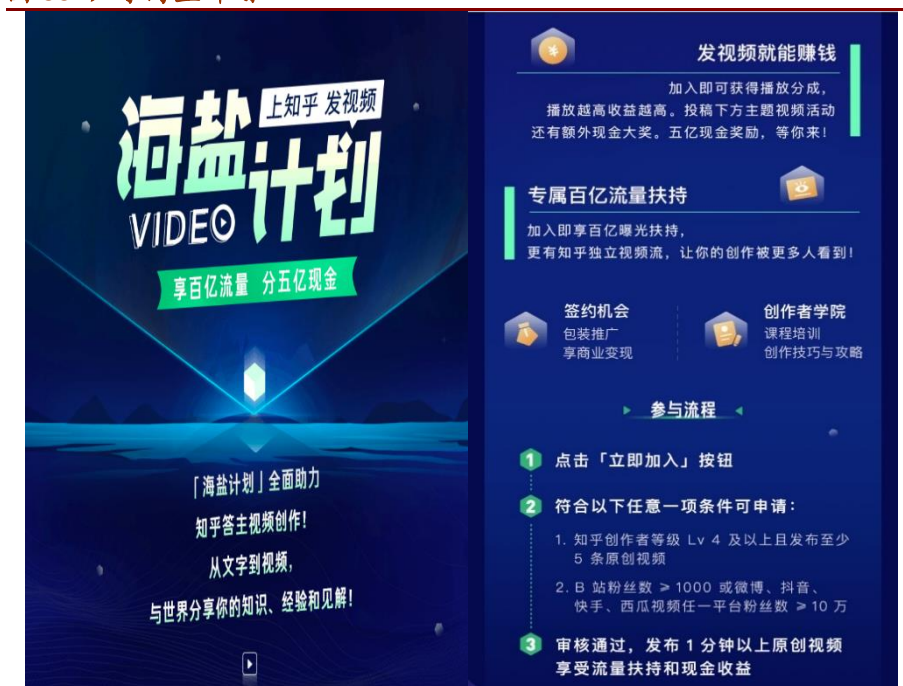 海盐计划
上知乎 发视频
VIDEO
享百亿流量 分五亿现金
「海盐计划」全面助力
知乎答主视频创作！
从文字到视频，
与世界分享你的知识、经验和见解！
发视频就能赚钱
加入即可获得播放分成，
播放越高收益越高。投稿下方主题视频活动
还有额外现金大奖。五亿现金奖励，等你来！
专属百亿流量扶持
加入即享百亿曝光扶持，
更有知乎独立视频流，让你的创作被更多人看到！
签约机会
包装推广
享商业变现
创作者学院
课程培训
创作技巧与攻略
参与流程
1 点击「立即加入」按钮
2 符合以下任意一项条件可申请：
1. 知乎创作者等级 Lv 4 及以上且发布至少
5 条原创视频
2. B 站粉丝数 ≥ 1000 或微博、抖音、
快手、西瓜视频任一平台粉丝数 ≥ 10 万
3 审核通过，发布 1 分钟以上原创视频
享受流量扶持和现金收益